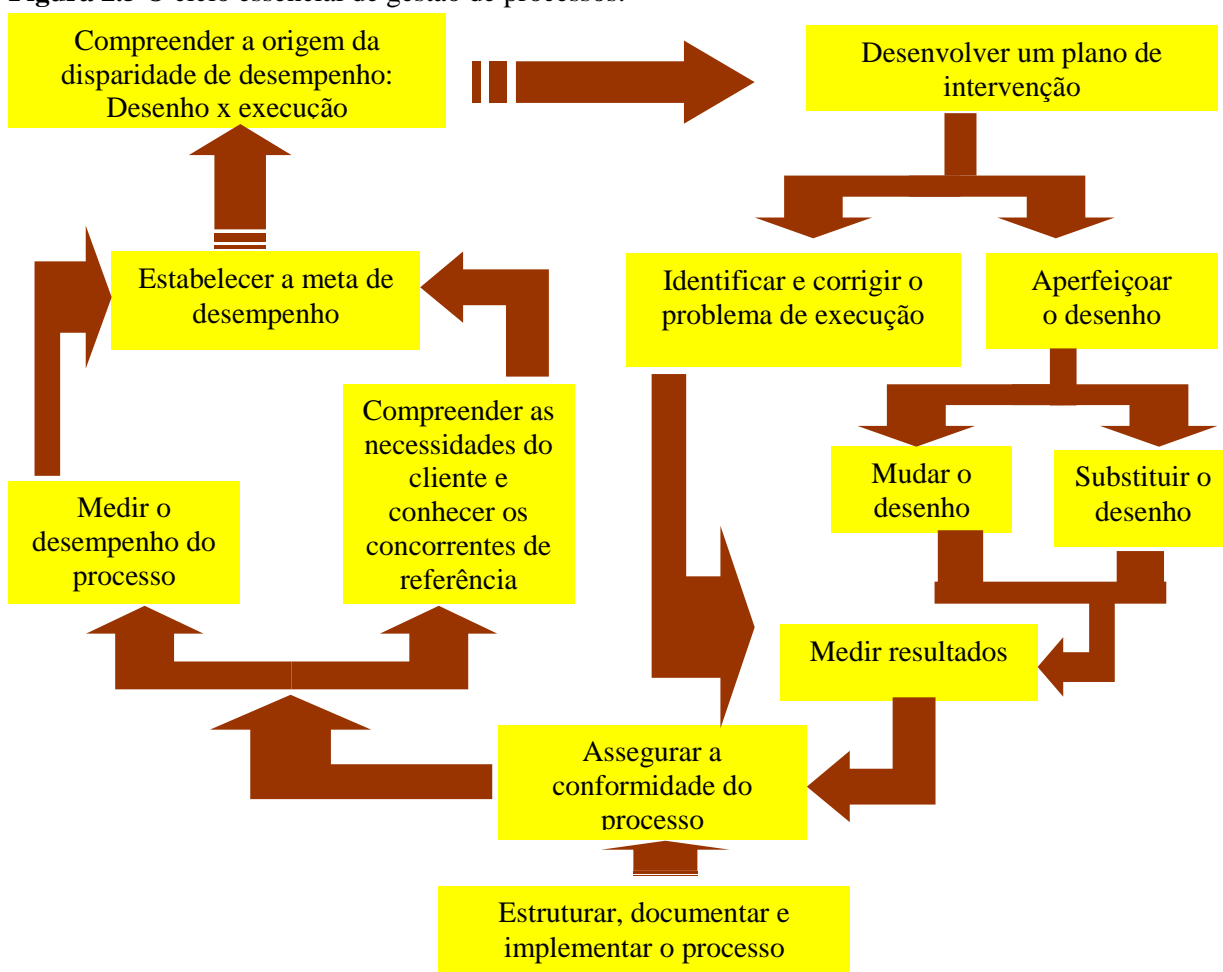 Compreender a origem da
disparidade de desempenho:
Desenho x execução
Desenvolver um plano de
intervenção
Estabelecer a meta de
desempenho
Identificar e corrigir o
problema de execução
Aperfeiçoar
o desenho
Compreender as
necessidades do
cliente e
conhecer os
concorrentes de
referência
Medir o
desempenho do
processo
Mudar o
desenho
Substituir o
desenho
Medir resultados
Assegurar a
conformidade do
processo
Estruturar, documentar e
implementar o processo